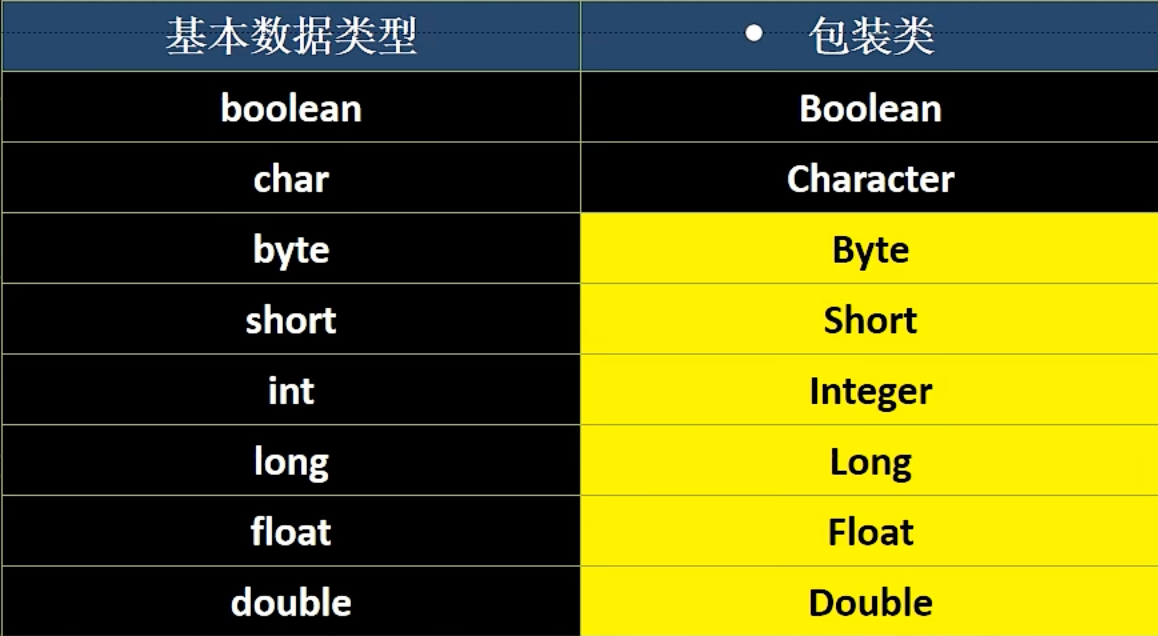 基本数据类型 • 包装类
boolean Boolean
char Character
byte Byte
short Short
int Integer
long Long
float Float
double Double